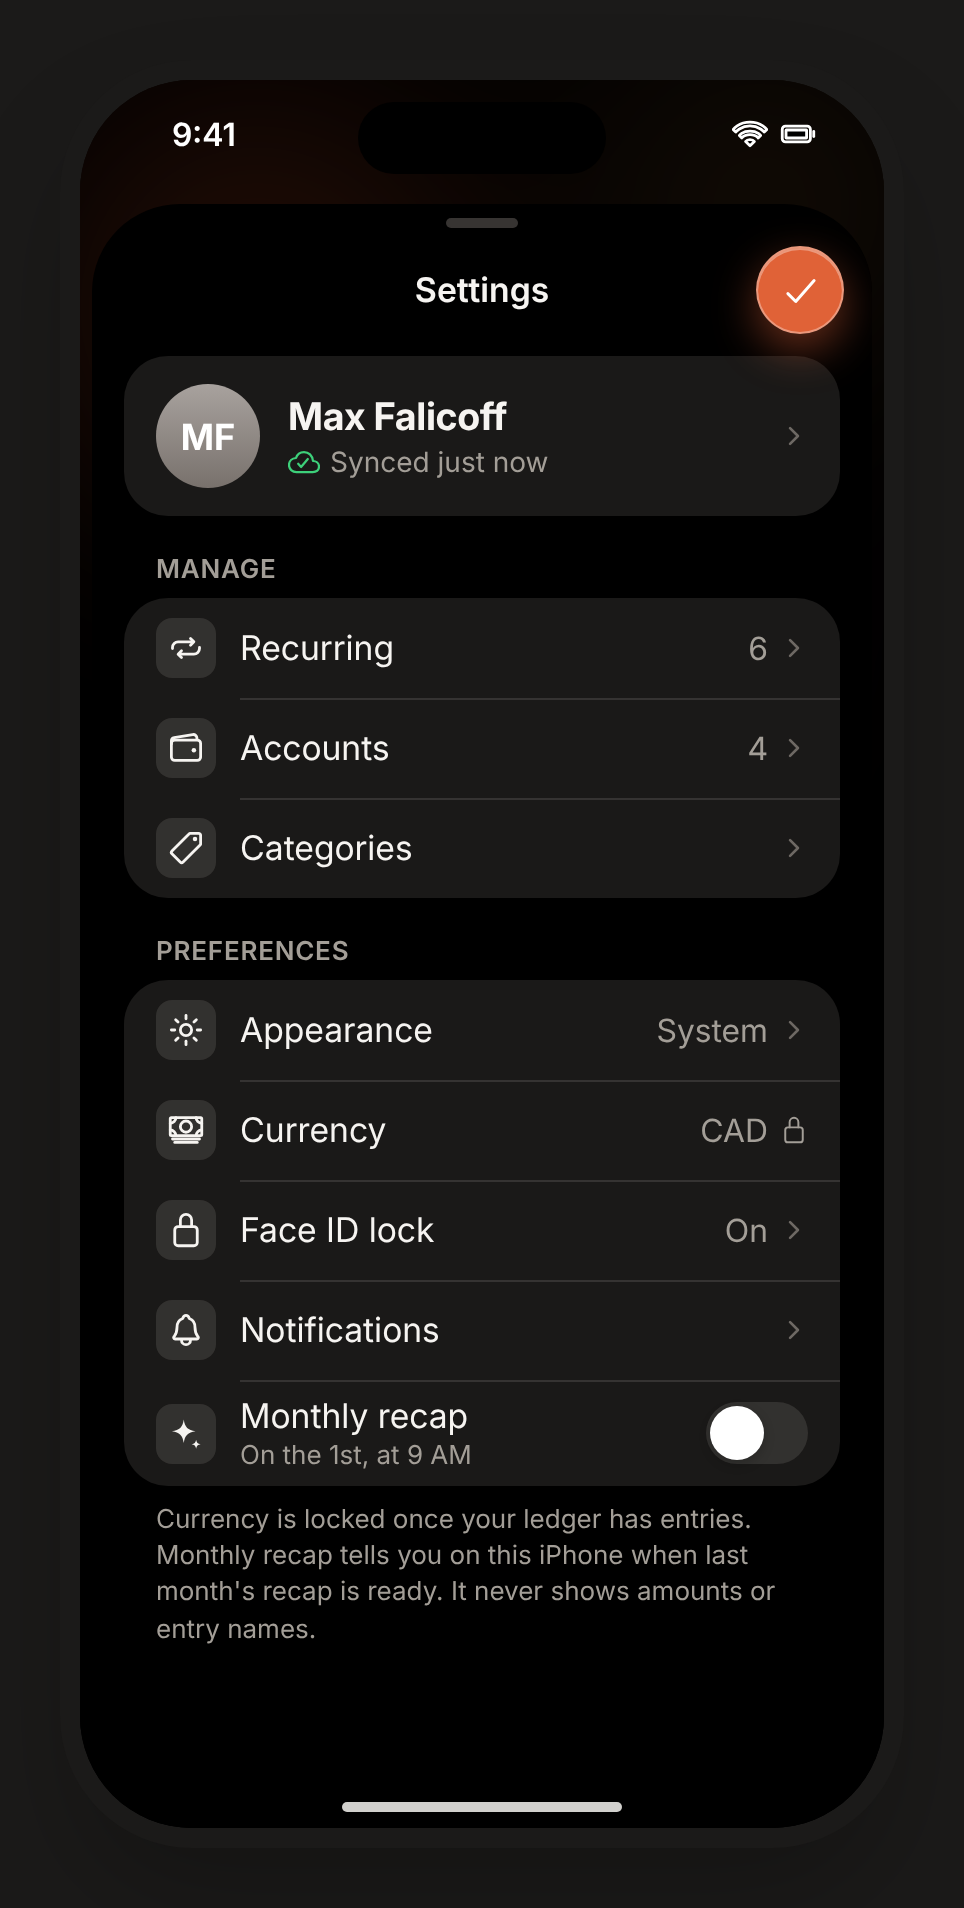 9:41
Settings
MF
Max Falicoff
Synced just now
MANAGE
Recurring 6
Accounts 4
Categories
PREFERENCES
Appearance System
Currency CAD
Face ID lock On
Notifications
Monthly recap
On the 1st, at 9 AM
Currency is locked once your ledger has entries.
Monthly recap tells you on this iPhone when last
month's recap is ready. It never shows amounts or
entry names.